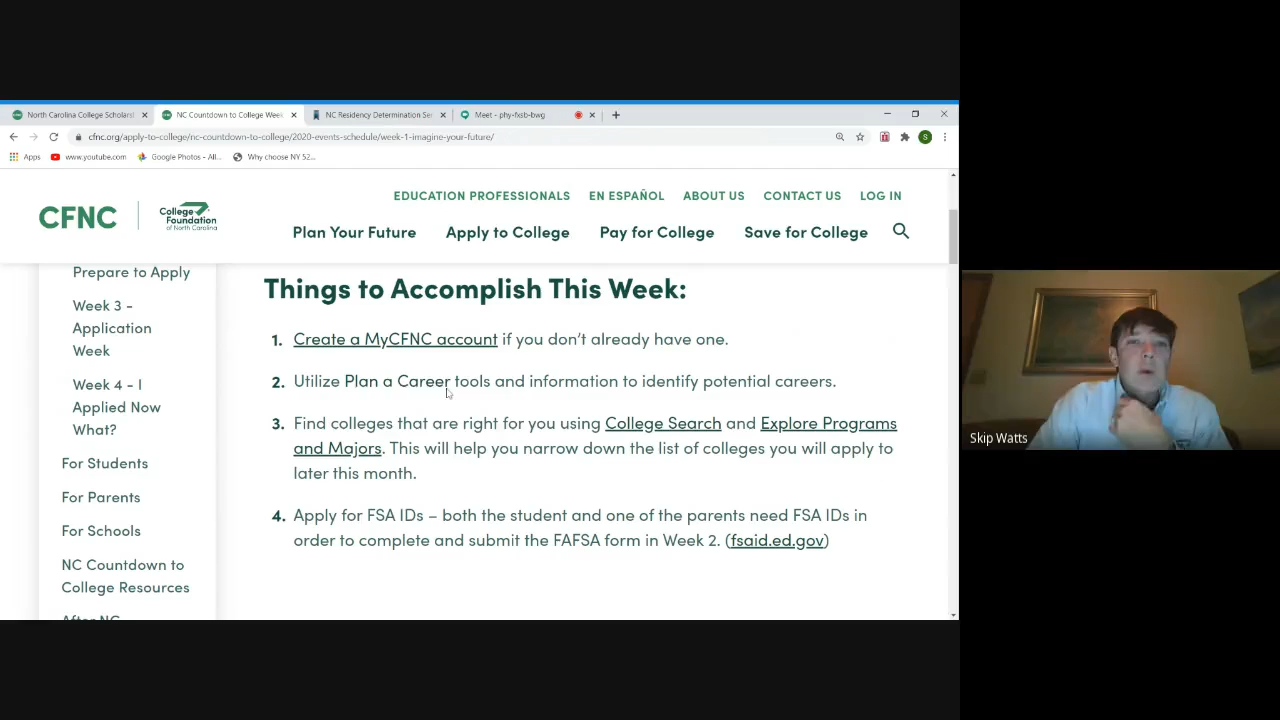 North Carolina College Scholarsh
NC Countdown to College Week
NC Residency Determination Ser
Meet - phy-fxsb-bwg
cfnc.org/apply-to-college/nc-countdown-to-college/2020-events-schedule/week-1-imagine-your-future/
S
Apps
www.youtube.com
Google Photos - All...
Why choose NY 52...
EDUCATION PROFESSIONALS
EN ESPAÑOL
ABOUT US
CONTACT US
LOG IN
CFNC
College
Foundation
of North Carolina
Plan Your Future
Apply to College
Pay for College
Save for College
Prepare to Apply
Week 3 -
Application
Week
Week 4 - I
Applied Now
What?
For Students
For Parents
For Schools
NC Countdown to
College Resources
After NC
Things to Accomplish This Week:
1. Create a MyCFNC account if you don't already have one.
2. Utilize Plan a Career tools and information to identify potential careers.
3. Find colleges that are right for you using College Search and Explore Programs
and Majors. This will help you narrow down the list of colleges you will apply to
later this month.
4. Apply for FSA IDs – both the student and one of the parents need FSA IDs in
order to complete and submit the FAFSA form in Week 2. (fsaid.ed.gov)
Skip Watts